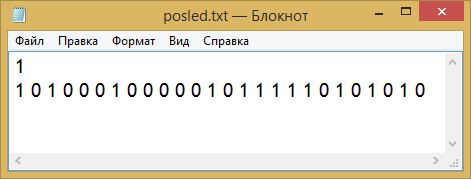 posled.txt — Блокнот
Файл Правка Формат Вид Справка
1
1 0 1 0 0 0 1 0 0 0 0 0 1 0 1 1 1 1 1 0 1 0 1 0 1 0